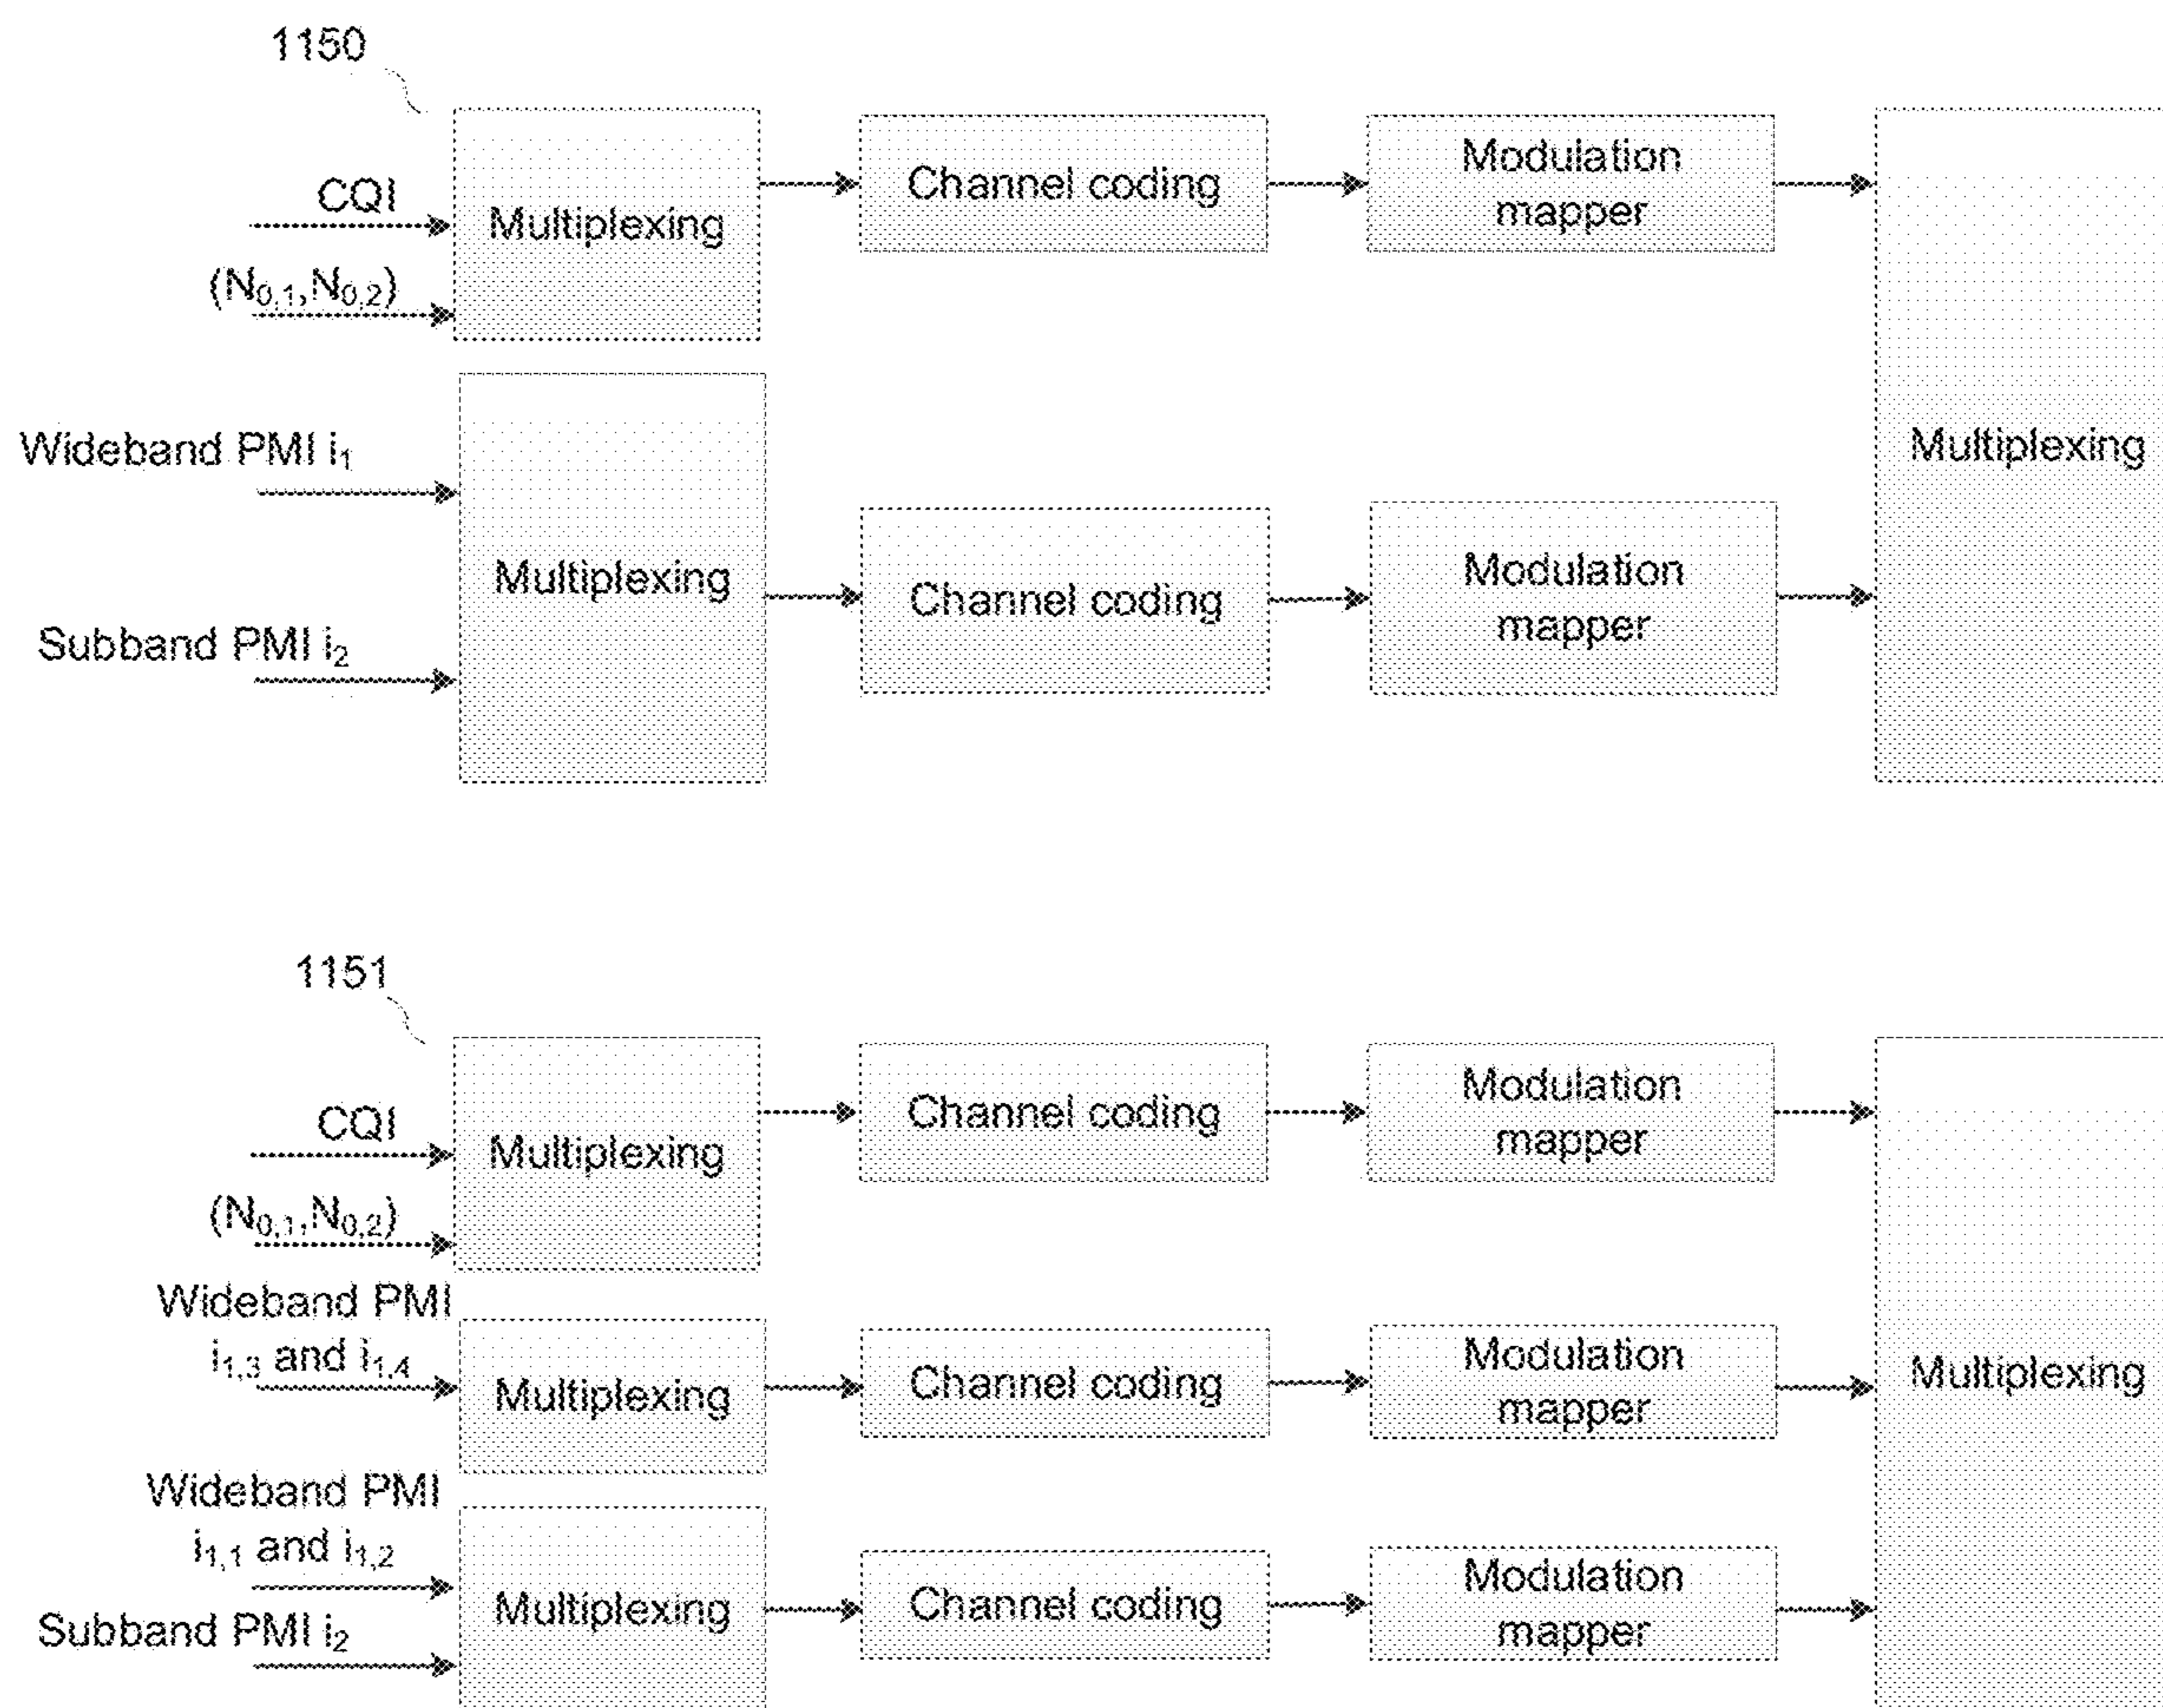 1150
CQI
(N0,1,N0,2)
Multiplexing
Channel coding
Modulation
mapper
Wideband PMI i1
Subband PMI i2
Multiplexing
Channel coding
Modulation
mapper
Multiplexing
1151
CQI
(N0,1,N0,2)
Multiplexing
Channel coding
Modulation
mapper
Wideband PMI
i1,3 and i1,4
Multiplexing
Channel coding
Modulation
mapper
Multiplexing
Wideband PMI
i1,1 and i1,2
Subband PMI i2
Multiplexing
Channel coding
Modulation
mapper